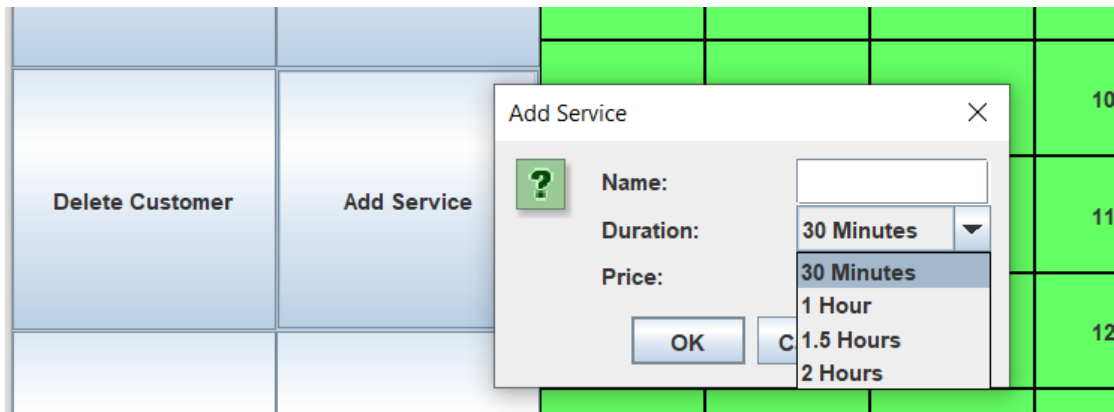 Delete Customer
Add Service
Add Service
Name:
Duration:
30 Minutes
Price:
30 Minutes
1 Hour
1.5 Hours
2 Hours
OK
C
10
11
12